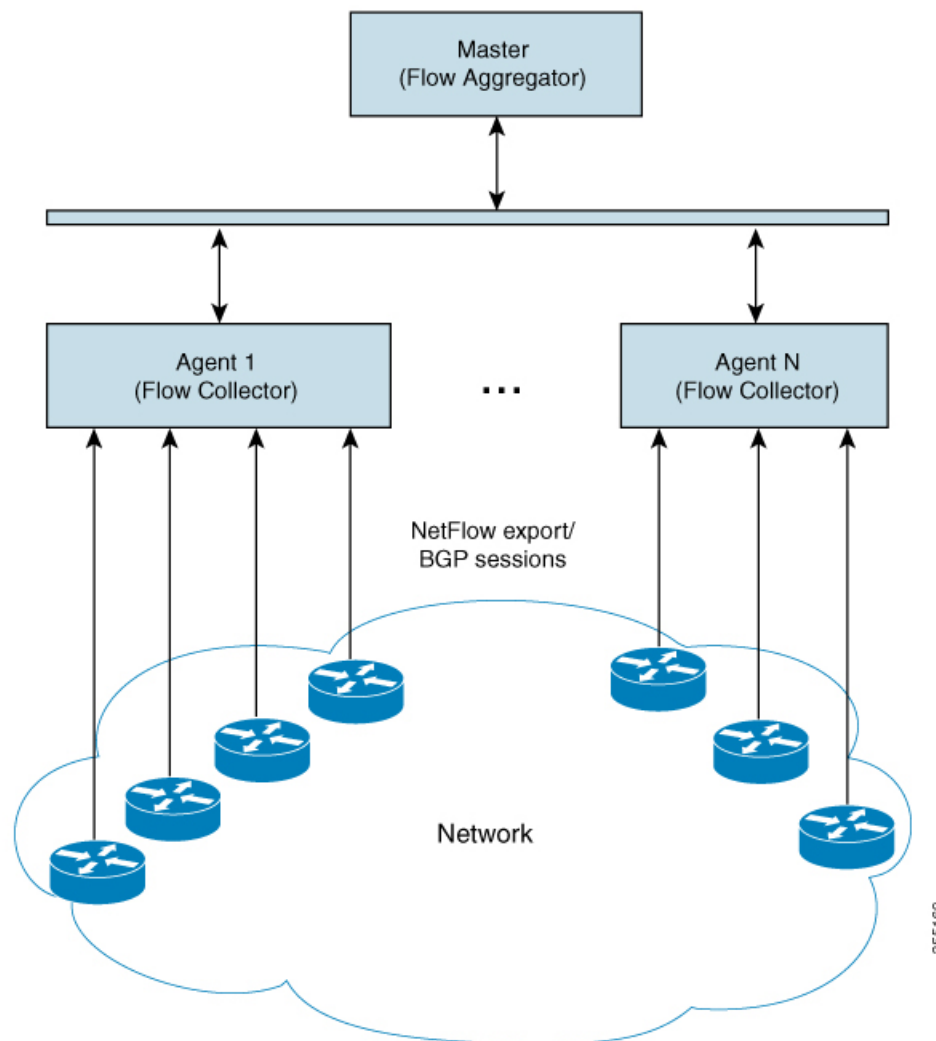 Master
(Flow Aggregator)
Agent 1
(Flow Collector)
...
Agent N
(Flow Collector)
NetFlow export/
BGP sessions
Network